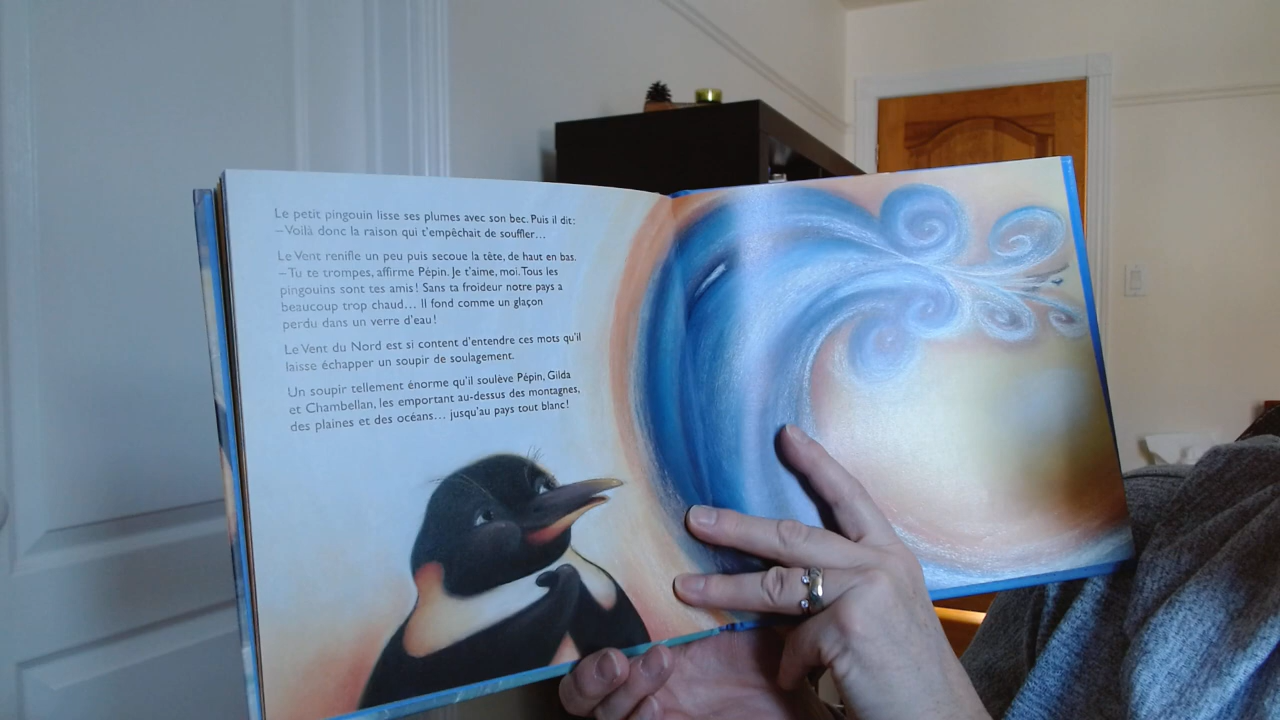 Le petit pingouin lisse ses plumes avec son bec. Puis il dit:
–Voilà donc la raison qui t'empêchait de souffler…
Le Vent renifle un peu puis secoue la tête, de haut en bas.
–Tu te trompes, affirme Pépin. Je t'aime, moi. Tous les
pingouins sont tes amis! Sans ta froideur notre pays a
beaucoup trop chaud… Il fond comme un glaçon
perdu dans un verre d'eau!
Le Vent du Nord est si content d'entendre ces mots qu'il
laisse échapper un soupir de soulagement.
Un soupir tellement énorme qu'il soulève Pépin, Gilda
et Chambellan, les emportant au-dessus des montagnes,
des plaines et des océans… jusqu'au pays tout blanc!